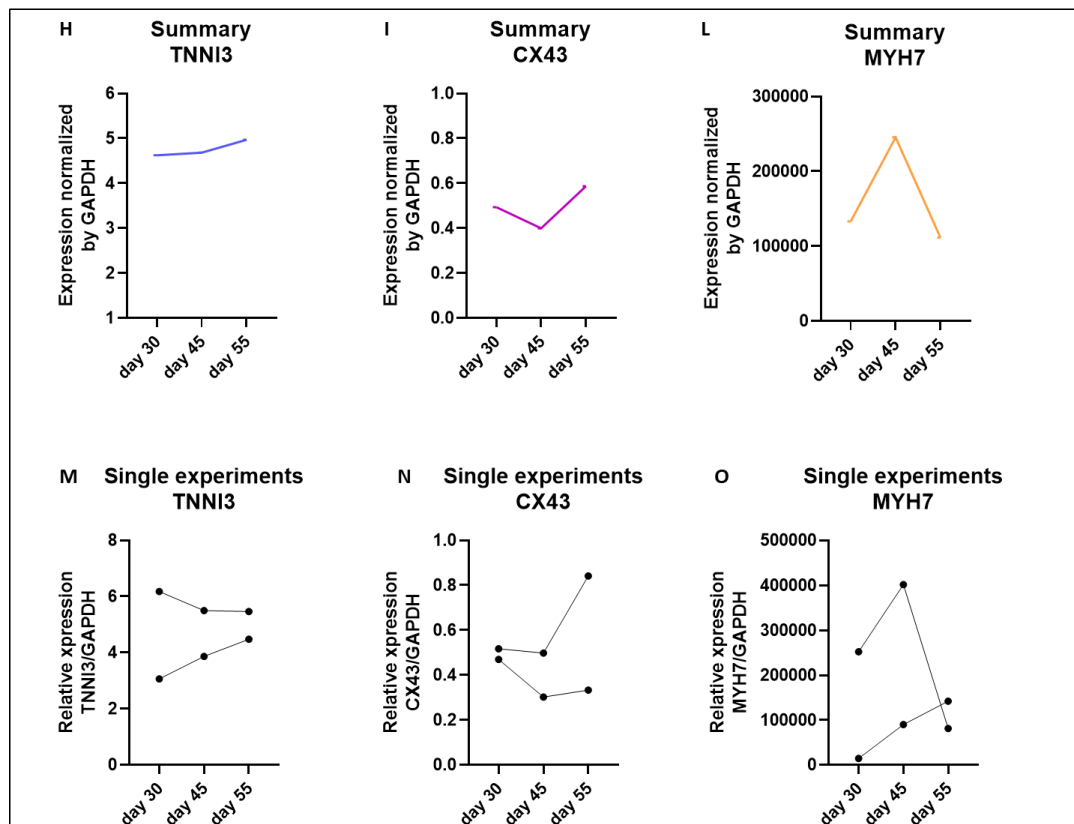 H Summary
TNNI3
Expression normalized
by GAPDH
6
5
4
3
2
1
day 30
day 45
day 55
I Summary
CX43
Expression normalized
by GAPDH
1.0
0.8
0.6
0.4
0.2
0.0
day 30
day 45
day 55
L Summary
MYH7
Expression normalized
by GAPDH
300000
200000
100000
0
day 30
day 45
day 55
M Single experiments
TNNI3
Relative xpression
TNNI3/GAPDH
8
6
4
2
0
day 30
day 45
day 55
N Single experiments
CX43
Relative xpression
CX43/GAPDH
1.0
0.8
0.6
0.4
0.2
0.0
day 30
day 45
day 55
O Single experiments
MYH7
Relative xpression
MYH7/GAPDH
500000
400000
300000
200000
100000
0
day 30
day 45
day 55